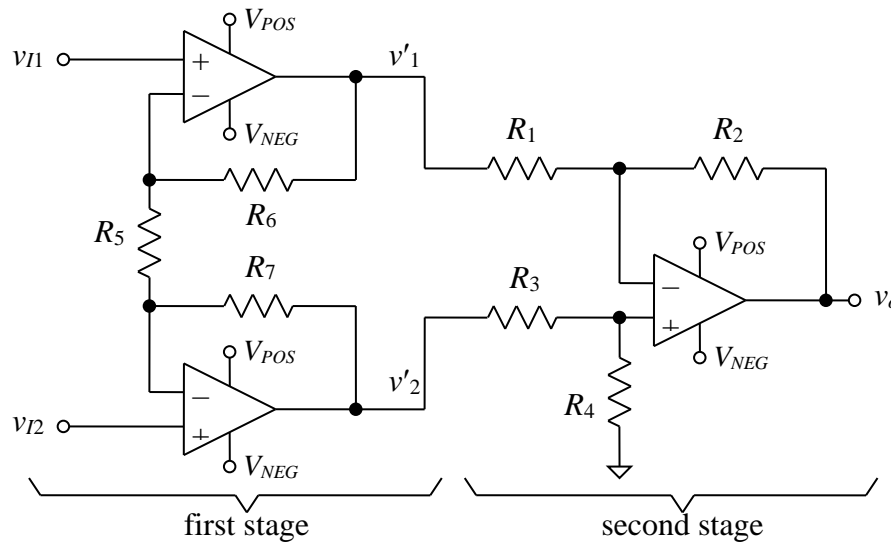 V_POS
v_I1
+
−
v'_1
V_NEG
R_1
R_2
R_6
R_5
R_7
R_3
V_POS
−
+
V_POS
v'_2
V_NEG
−
+
R_4
v_I2
V_NEG
first stage
second stage